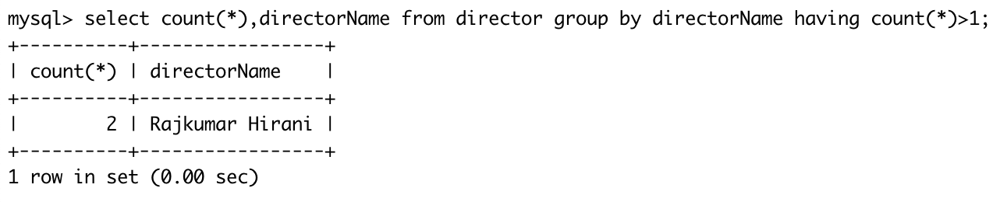 mysql> select count(*),directorName from director group by directorName having count(*)>1;
+----------+-----------------+
| count(*) | directorName    |
+----------+-----------------+
|        2 | Rajkumar Hirani |
+----------+-----------------+
1 row in set (0.00 sec)